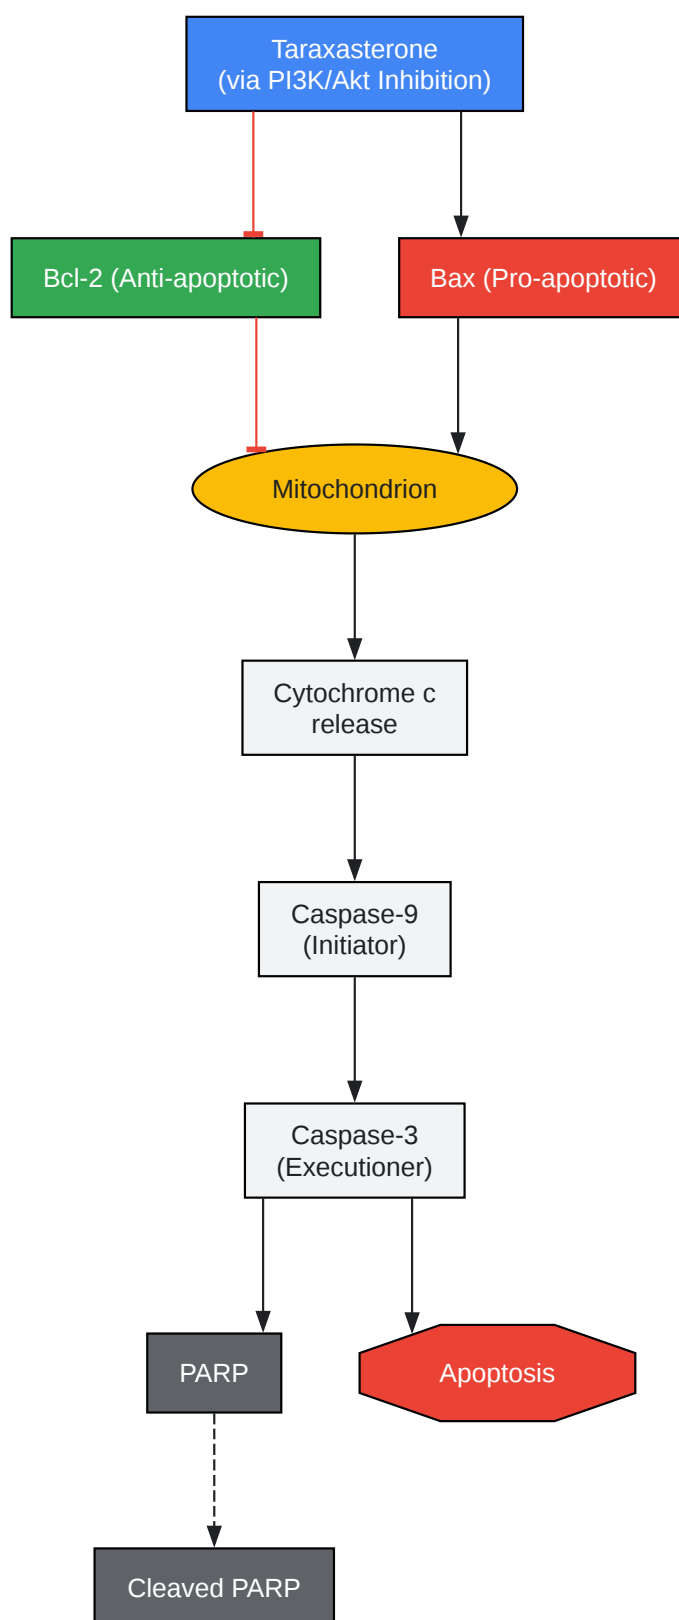 Taraxasterone
(via PI3K/Akt Inhibition)
Bcl-2 (Anti-apoptotic)
Bax (Pro-apoptotic)
Mitochondrion
Cytochrome c
release
Caspase-9
(Initiator)
Caspase-3
(Executioner)
PARP
Apoptosis
Cleaved PARP